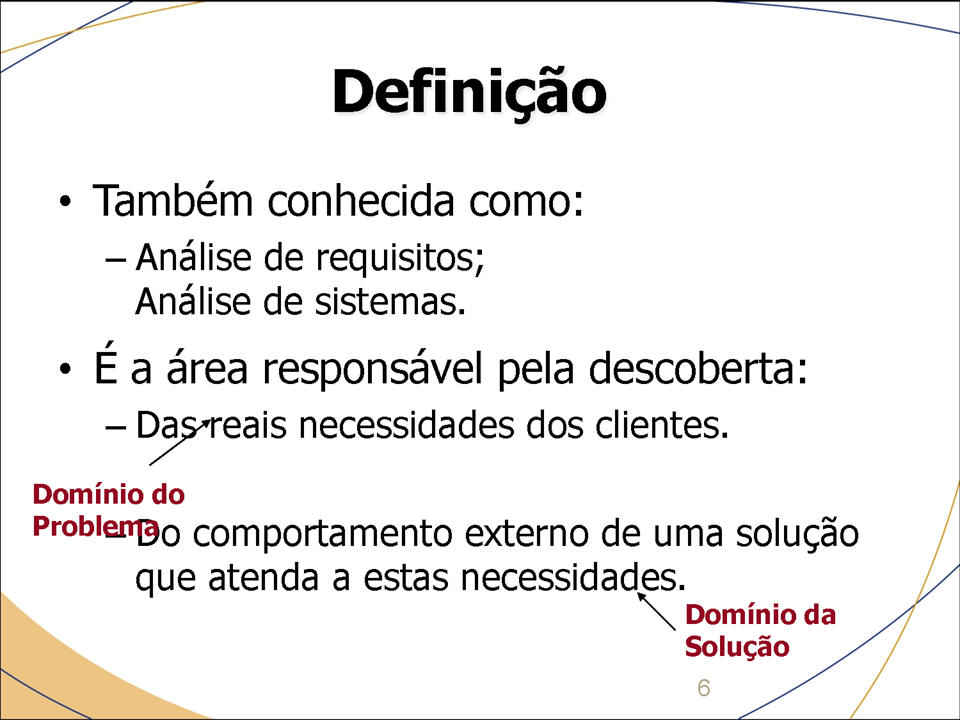 Definição
• Também conhecida como:
– Análise de requisitos;
Análise de sistemas.
• É a área responsável pela descoberta:
– Das reais necessidades dos clientes.
Domínio do
Problema
– Do comportamento externo de uma solução
que atenda a estas necessidades.
Domínio da
Solução
6